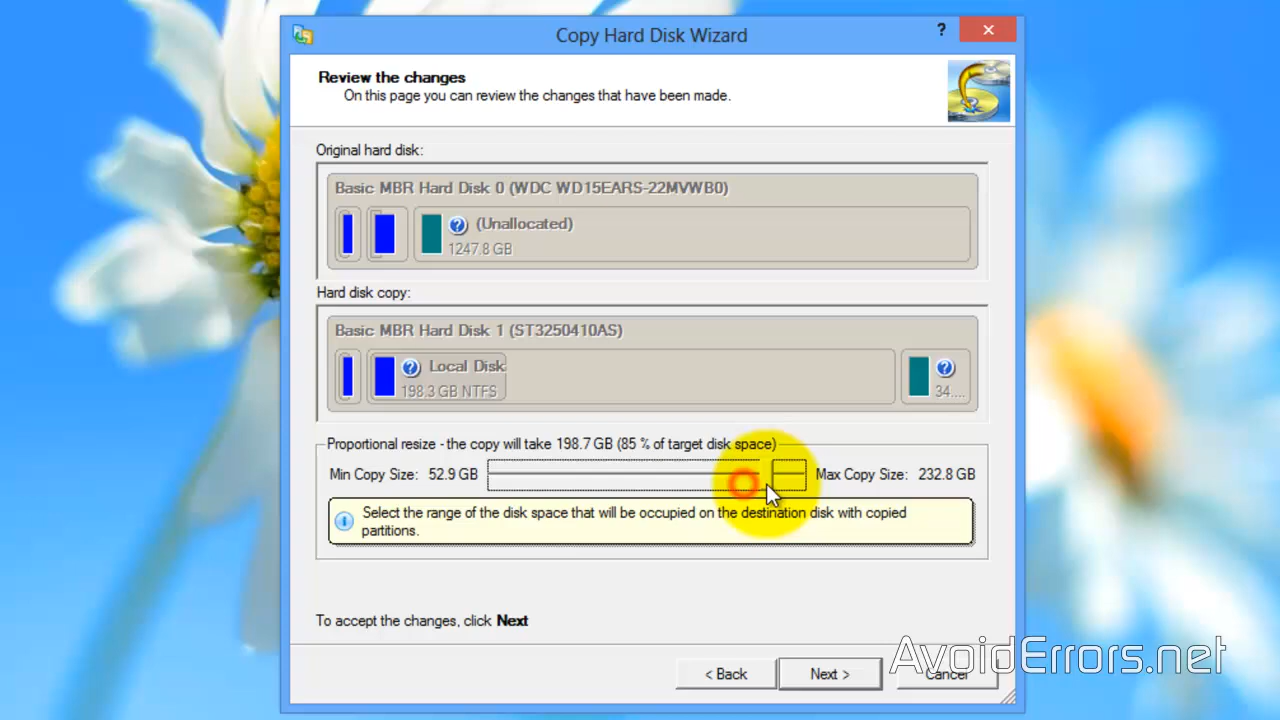 Copy Hard Disk Wizard
?
Review the changes
On this page you can review the changes that have been made.
Original hard disk:
Basic MBR Hard Disk 0 (WDC WD15EARS-22MVWB0)
(Unallocated)
1247.8 GB
Hard disk copy:
Basic MBR Hard Disk 1 (ST3250410AS)
Local Disk
198.3 GB NTFS
34....
Proportional resize - the copy will take 198.7 GB (85 % of target disk space)
Min Copy Size: 52.9 GB
Max Copy Size: 232.8 GB
Select the range of the disk space that will be occupied on the destination disk with copied
partitions.
To accept the changes, click Next
< Back
Next >
Cancel
AvoidErrors.net